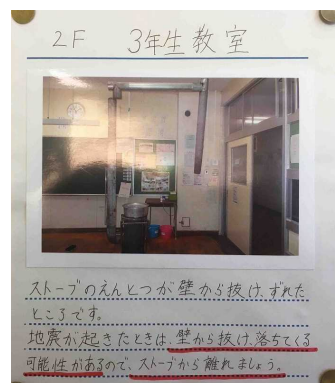 2F 3年生教室
ストーブのえんとつが壁から抜け、ずれた
ところです。
地震が起きたときは、壁から抜け、落ちてくる
可能性があるので、ストーブから離れましょう。